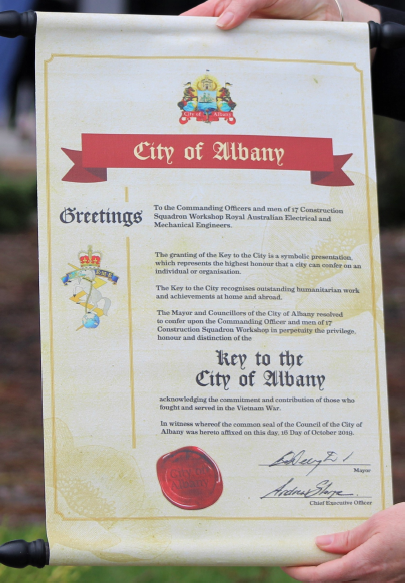 City of Albany
City of Albany
Greetings
To the Commanding Officers and men of 17 Construction
Squadron Workshop Royal Australian Electrical and
Mechanical Engineers.
The granting of the Key to the City is a symbolic presentation,
which represents the highest honour that a city can confer on an
individual or organisation.
The Key to the City recognises outstanding humanitarian work
and achievements at home and abroad.
The Mayor and Councillors of the City of Albany resolved
to confer upon the Commanding Officer and men of 17
Construction Squadron Workshop in perpetuity the privilege,
honour and distinction of the
Key to the
City of Albany
acknowledging the commitment and contribution of those who
fought and served in the Vietnam War.
In witness whereof the common seal of the Council of the City of
Albany was hereto affixed on this day, 16 Day of October 2019.
Mayor
Andrew Sharpe
Chief Executive Officer